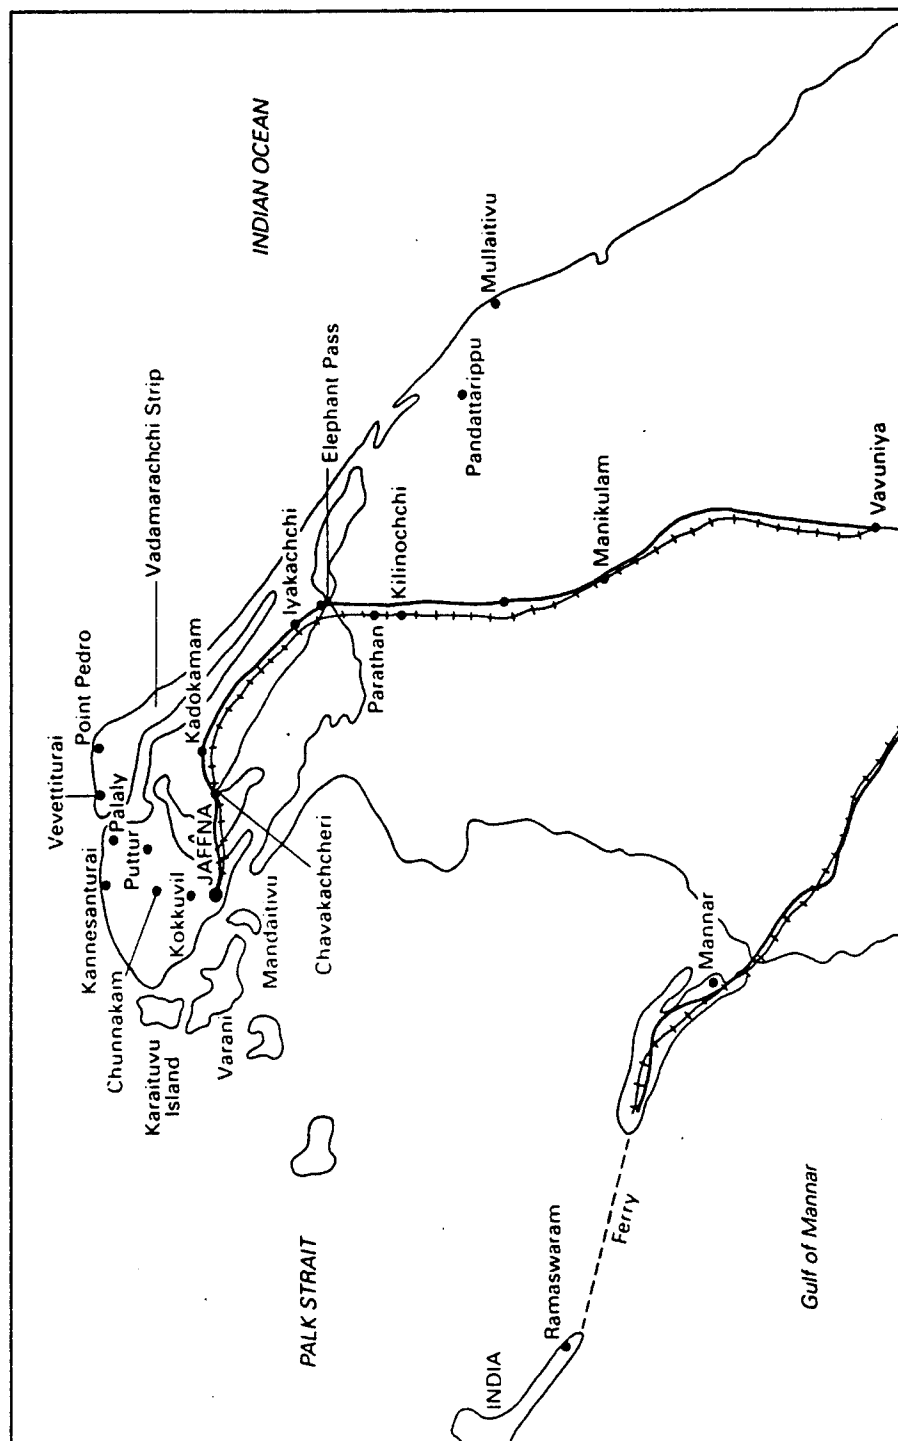 INDIAN OCEAN
Vadamarachchi Strip
Point Pedro
Vevettiturai
Palaly
Kannesanturai
Puttur
Chunnakam
Kokkuvil
JAFFNA
Kadokamam
Iyakachchi
Elephant Pass
Karaituvu
Island
Varani
Mandaitivu
Chavakachcheri
Parathan
Kilinochchi
Pandattarippu
Mullaitivu
Manikulam
Vavuniya
Mannar
PALK STRAIT
INDIA
Ramaswaram
Ferry
Gulf of Mannar